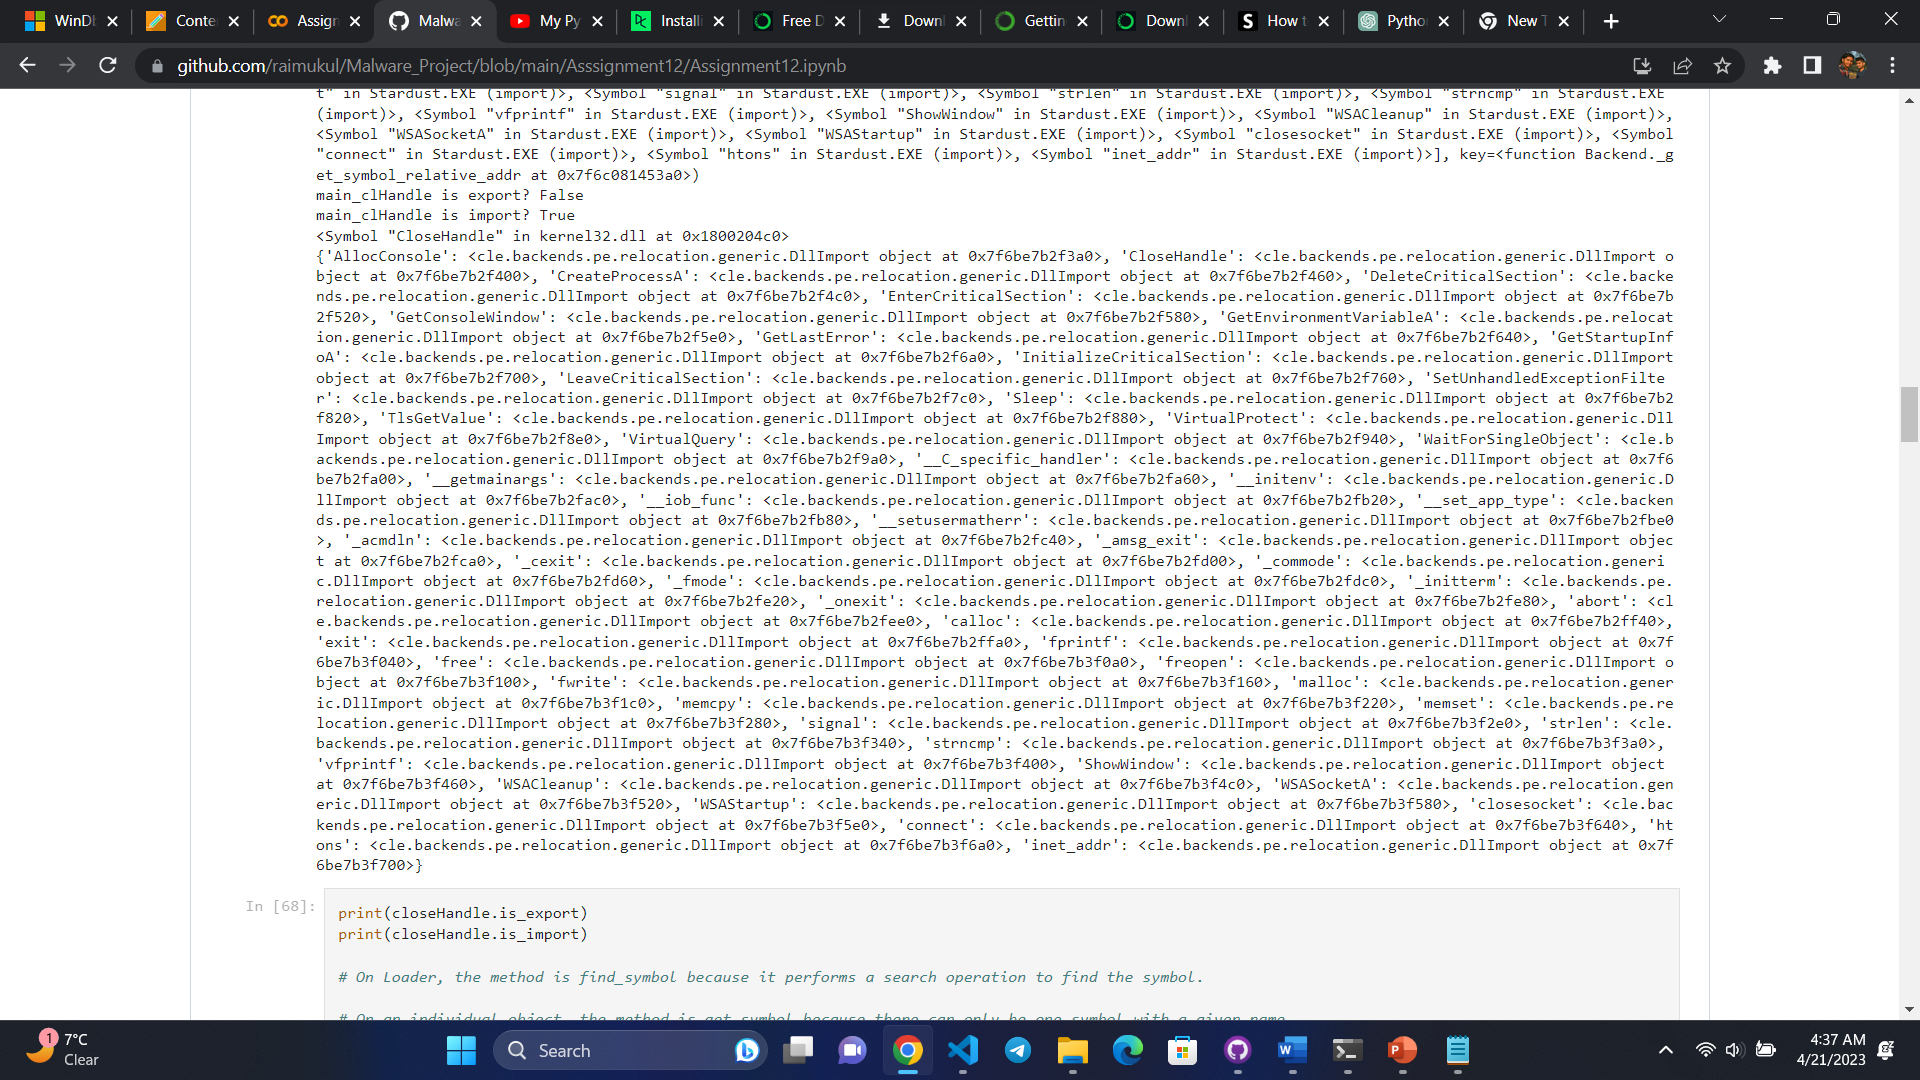 WinDl
Conte
Assign
Malwa
My Py
Installi
Free D
Downl
Gettin
Downl
How t
Pytho
New T
github.com/raimukul/Malware_Project/blob/main/Asssignment12/Assignment12.ipynb
t" in Stardust.EXE (import)>, <Symbol "signal" in Stardust.EXE (import)>, <Symbol "strlen" in Stardust.EXE (import)>, <Symbol "strncmp" in Stardust.EXE
(import)>, <Symbol "vfprintf" in Stardust.EXE (import)>, <Symbol "ShowWindow" in Stardust.EXE (import)>, <Symbol "WSACleanup" in Stardust.EXE (import)>,
<Symbol "WSASocketA" in Stardust.EXE (import)>, <Symbol "WSAStartup" in Stardust.EXE (import)>, <Symbol "closesocket" in Stardust.EXE (import)>, <Symbol
"connect" in Stardust.EXE (import)>, <Symbol "htons" in Stardust.EXE (import)>, <Symbol "inet_addr" in Stardust.EXE (import)>], key=<function Backend._g
et_symbol_relative_addr at 0x7f6c081453a0>)
main_clHandle is export? False
main_clHandle is import? True
<Symbol "CloseHandle" in kernel32.dll at 0x1800204c0>
{'AllocConsole': <cle.backends.pe.relocation.generic.DllImport object at 0x7f6be7b2f3a0>, 'CloseHandle': <cle.backends.pe.relocation.generic.DllImport o
bject at 0x7f6be7b2f400>, 'CreateProcessA': <cle.backends.pe.relocation.generic.DllImport object at 0x7f6be7b2f460>, 'DeleteCriticalSection': <cle.backe
nds.pe.relocation.generic.DllImport object at 0x7f6be7b2f4c0>, 'EnterCriticalSection': <cle.backends.pe.relocation.generic.DllImport object at 0x7f6be7b
2f520>, 'GetConsoleWindow': <cle.backends.pe.relocation.generic.DllImport object at 0x7f6be7b2f580>, 'GetEnvironmentVariableA': <cle.backends.pe.relocat
ion.generic.DllImport object at 0x7f6be7b2f5e0>, 'GetLastError': <cle.backends.pe.relocation.generic.DllImport object at 0x7f6be7b2f640>, 'GetStartupInf
oA': <cle.backends.pe.relocation.generic.DllImport object at 0x7f6be7b2f6a0>, 'InitializeCriticalSection': <cle.backends.pe.relocation.generic.DllImport
object at 0x7f6be7b2f700>, 'LeaveCriticalSection': <cle.backends.pe.relocation.generic.DllImport object at 0x7f6be7b2f760>, 'SetUnhandledExceptionFilte
r': <cle.backends.pe.relocation.generic.DllImport object at 0x7f6be7b2f7c0>, 'Sleep': <cle.backends.pe.relocation.generic.DllImport object at 0x7f6be7b2
f820>, 'TlsGetValue': <cle.backends.pe.relocation.generic.DllImport object at 0x7f6be7b2f880>, 'VirtualProtect': <cle.backends.pe.relocation.generic.Dll
Import object at 0x7f6be7b2f8e0>, 'VirtualQuery': <cle.backends.pe.relocation.generic.DllImport object at 0x7f6be7b2f940>, 'WaitForSingleObject': <cle.b
ackends.pe.relocation.generic.DllImport object at 0x7f6be7b2f9a0>, '__C_specific_handler': <cle.backends.pe.relocation.generic.DllImport object at 0x7f6
be7b2fa00>, '__getmainargs': <cle.backends.pe.relocation.generic.DllImport object at 0x7f6be7b2fa60>, '__initenv': <cle.backends.pe.relocation.generic.D
llImport object at 0x7f6be7b2fac0>, '__iob_func': <cle.backends.pe.relocation.generic.DllImport object at 0x7f6be7b2fb20>, '__set_app_type': <cle.backen
ds.pe.relocation.generic.DllImport object at 0x7f6be7b2fb80>, '__setusermatherr': <cle.backends.pe.relocation.generic.DllImport object at 0x7f6be7b2fbe0
>, '_acmdln': <cle.backends.pe.relocation.generic.DllImport object at 0x7f6be7b2fc40>, '_amsg_exit': <cle.backends.pe.relocation.generic.DllImport objec
t at 0x7f6be7b2fca0>, '_cexit': <cle.backends.pe.relocation.generic.DllImport object at 0x7f6be7b2fd00>, '_commode': <cle.backends.pe.relocation.generi
c.DllImport object at 0x7f6be7b2fd60>, '_fmode': <cle.backends.pe.relocation.generic.DllImport object at 0x7f6be7b2fdc0>, '_initterm': <cle.backends.pe.
relocation.generic.DllImport object at 0x7f6be7b2fe20>, '_onexit': <cle.backends.pe.relocation.generic.DllImport object at 0x7f6be7b2fe80>, 'abort': <cl
e.backends.pe.relocation.generic.DllImport object at 0x7f6be7b2fee0>, 'calloc': <cle.backends.pe.relocation.generic.DllImport object at 0x7f6be7b2ff40>,
'exit': <cle.backends.pe.relocation.generic.DllImport object at 0x7f6be7b2ffa0>, 'fprintf': <cle.backends.pe.relocation.generic.DllImport object at 0x7f
6be7b3f040>, 'free': <cle.backends.pe.relocation.generic.DllImport object at 0x7f6be7b3f0a0>, 'freopen': <cle.backends.pe.relocation.generic.DllImport o
bject at 0x7f6be7b3f100>, 'fwrite': <cle.backends.pe.relocation.generic.DllImport object at 0x7f6be7b3f160>, 'malloc': <cle.backends.pe.relocation.gener
ic.DllImport object at 0x7f6be7b3f1c0>, 'memcpy': <cle.backends.pe.relocation.generic.DllImport object at 0x7f6be7b3f220>, 'memset': <cle.backends.pe.re
location.generic.DllImport object at 0x7f6be7b3f280>, 'signal': <cle.backends.pe.relocation.generic.DllImport object at 0x7f6be7b3f2e0>, 'strlen': <cle.
backends.pe.relocation.generic.DllImport object at 0x7f6be7b3f340>, 'strncmp': <cle.backends.pe.relocation.generic.DllImport object at 0x7f6be7b3f3a0>,
'vfprintf': <cle.backends.pe.relocation.generic.DllImport object at 0x7f6be7b3f400>, 'ShowWindow': <cle.backends.pe.relocation.generic.DllImport object
at 0x7f6be7b3f460>, 'WSACleanup': <cle.backends.pe.relocation.generic.DllImport object at 0x7f6be7b3f4c0>, 'WSASocketA': <cle.backends.pe.relocation.gen
eric.DllImport object at 0x7f6be7b3f520>, 'WSAStartup': <cle.backends.pe.relocation.generic.DllImport object at 0x7f6be7b3f580>, 'closesocket': <cle.bac
kends.pe.relocation.generic.DllImport object at 0x7f6be7b3f5e0>, 'connect': <cle.backends.pe.relocation.generic.DllImport object at 0x7f6be7b3f640>, 'ht
ons': <cle.backends.pe.relocation.generic.DllImport object at 0x7f6be7b3f6a0>, 'inet_addr': <cle.backends.pe.relocation.generic.DllImport object at 0x7f
6be7b3f700>}
In [68]:
print(closeHandle.is_export)
print(closeHandle.is_import)
# On Loader, the method is find_symbol because it performs a search operation to find the symbol.
# On an individual object, the method is get_symbol because there can only be one symbol with a given name.
1
7°C
Clear
Search
4:37 AM
4/21/2023